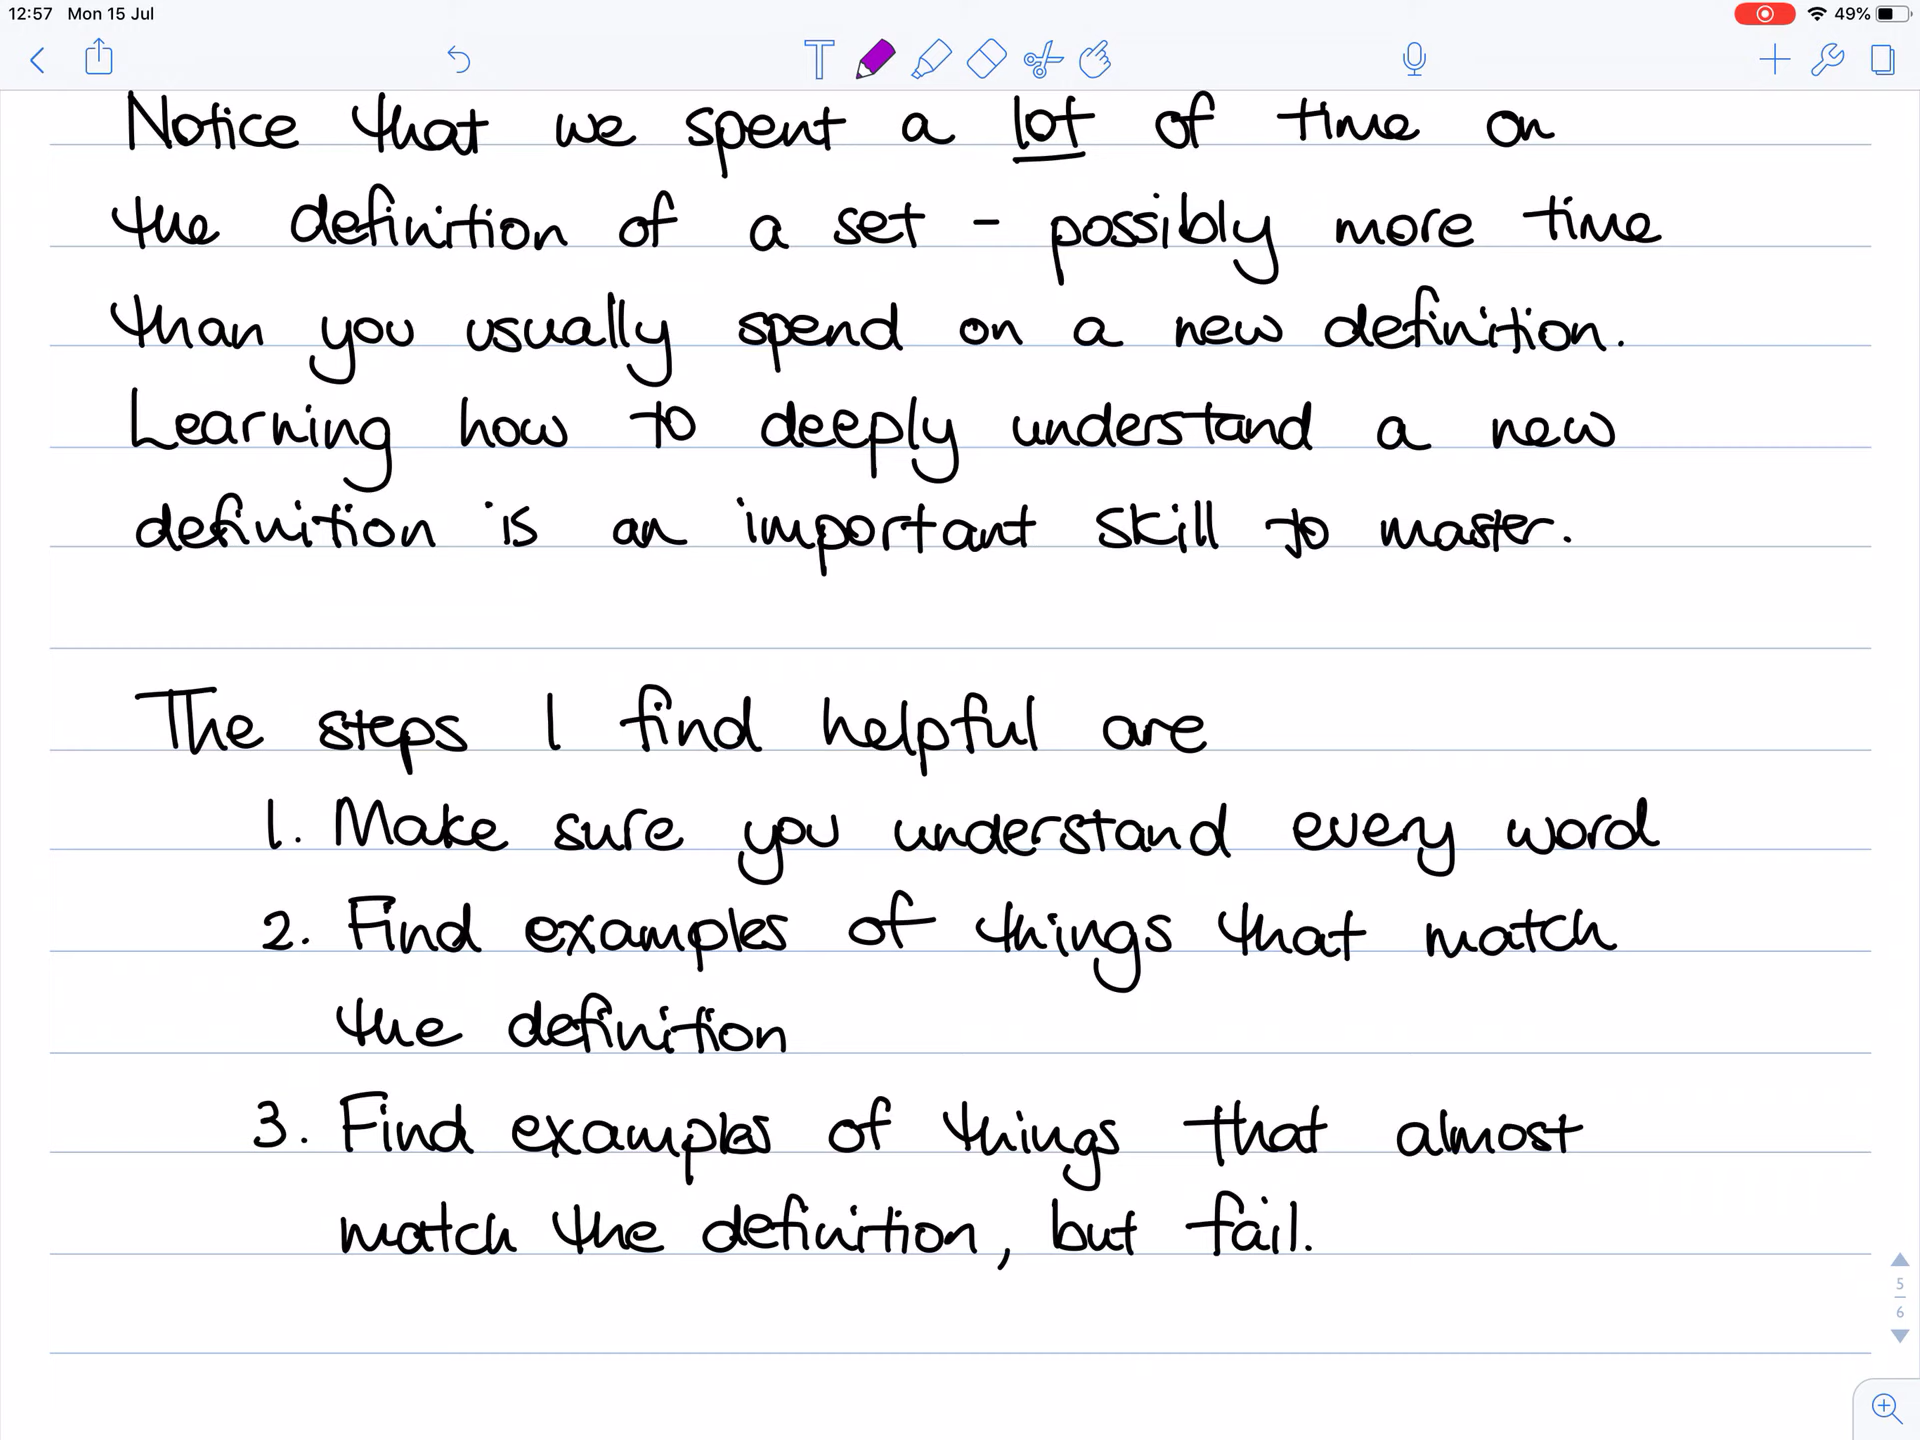 12:57 Mon 15 Jul 49%
T
Notice that we spent a lot of time on
the definition of a set - possibly more time
than you usually spend on a new definition.
Learning how to deeply understand a new
definition is an important skill to master.
The steps I find helpful are
1. Make sure you understand every word
2. Find examples of things that match
the definition
3. Find examples of things that almost
match the definition, but fail.
5
6